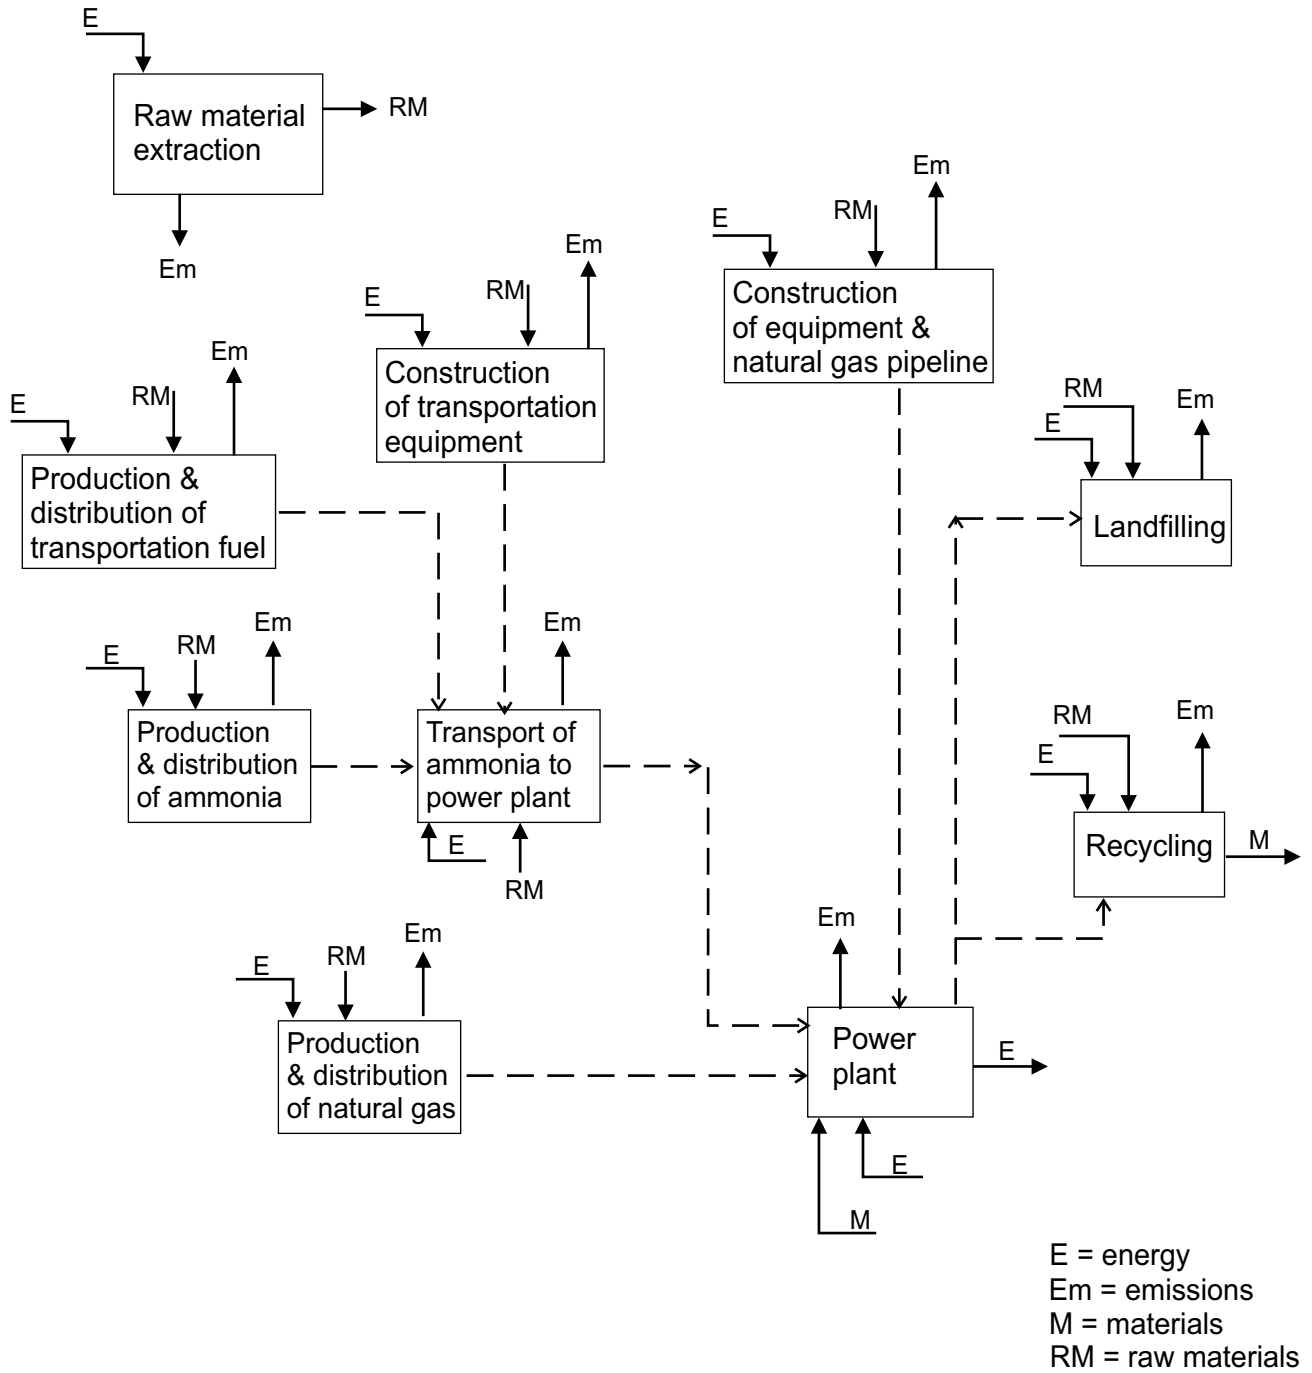 E
Raw material
extraction
RM
Em
Em
E
RM
Construction
of equipment &
natural gas pipeline
Em
E
RM
Construction
of transportation
equipment
Em
E
RM
Production &
distribution of
transportation fuel
RM
Em
E
Landfilling
Em
E
RM
Production
& distribution
of ammonia
Em
Transport of
ammonia to
power plant
E
RM
RM
Em
E
Recycling
M
Em
E
RM
Production
& distribution
of natural gas
Em
Power
plant
E
E
M
E = energy
Em = emissions
M = materials
RM = raw materials